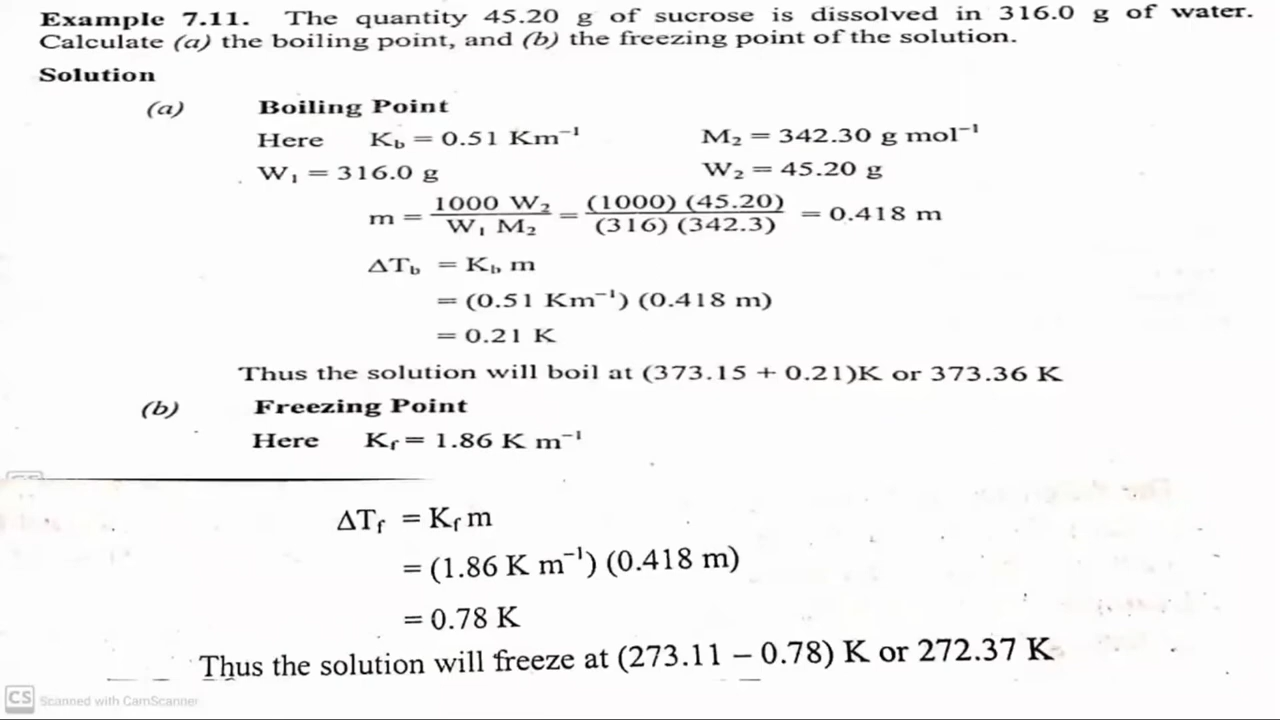 Example 7.11. The quantity 45.20 g of sucrose is dissolved in 316.0 g of water.
Calculate (a) the boiling point, and (b) the freezing point of the solution.
Solution
(a) Boiling Point
Here K_b = 0.51 Km⁻¹ M₂ = 342.30 g mol⁻¹
W₁ = 316.0 g W₂ = 45.20 g
m = 1000 W₂ / W₁ M₂ = (1000) (45.20) / (316) (342.3) = 0.418 m
ΔT_b = K_b m
= (0.51 Km⁻¹) (0.418 m)
= 0.21 K
Thus the solution will boil at (373.15 + 0.21)K or 373.36 K
(b) Freezing Point
Here K_f = 1.86 K m⁻¹
ΔT_f = K_f m
= (1.86 K m⁻¹) (0.418 m)
= 0.78 K
Thus the solution will freeze at (273.11 – 0.78) K or 272.37 K
CS Scanned with CamScanner